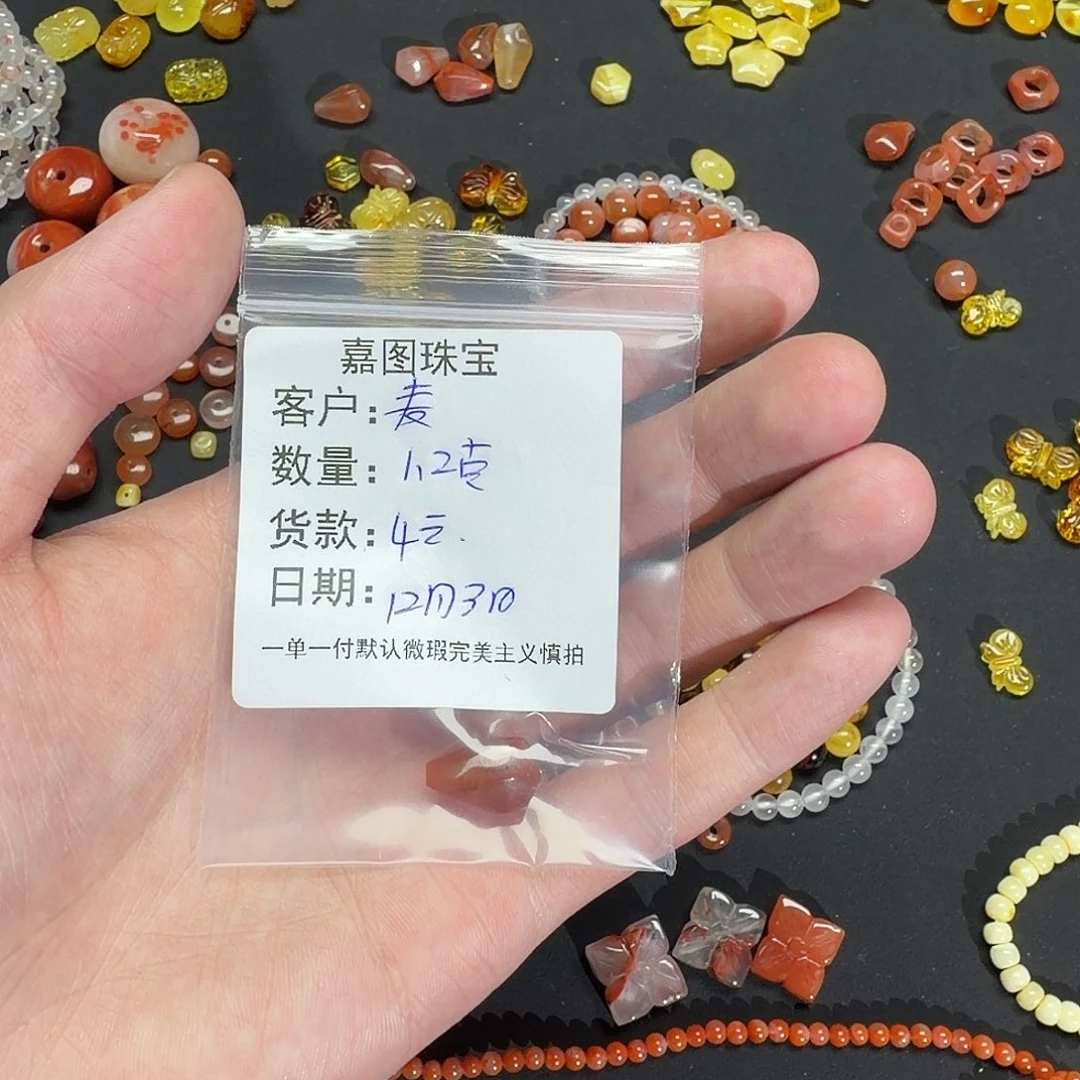 嘉图珠宝
客户：麦
数量：1.2克
货款：4元.
日期：12月3日
一单一付默认微瑕完美主义慎拍